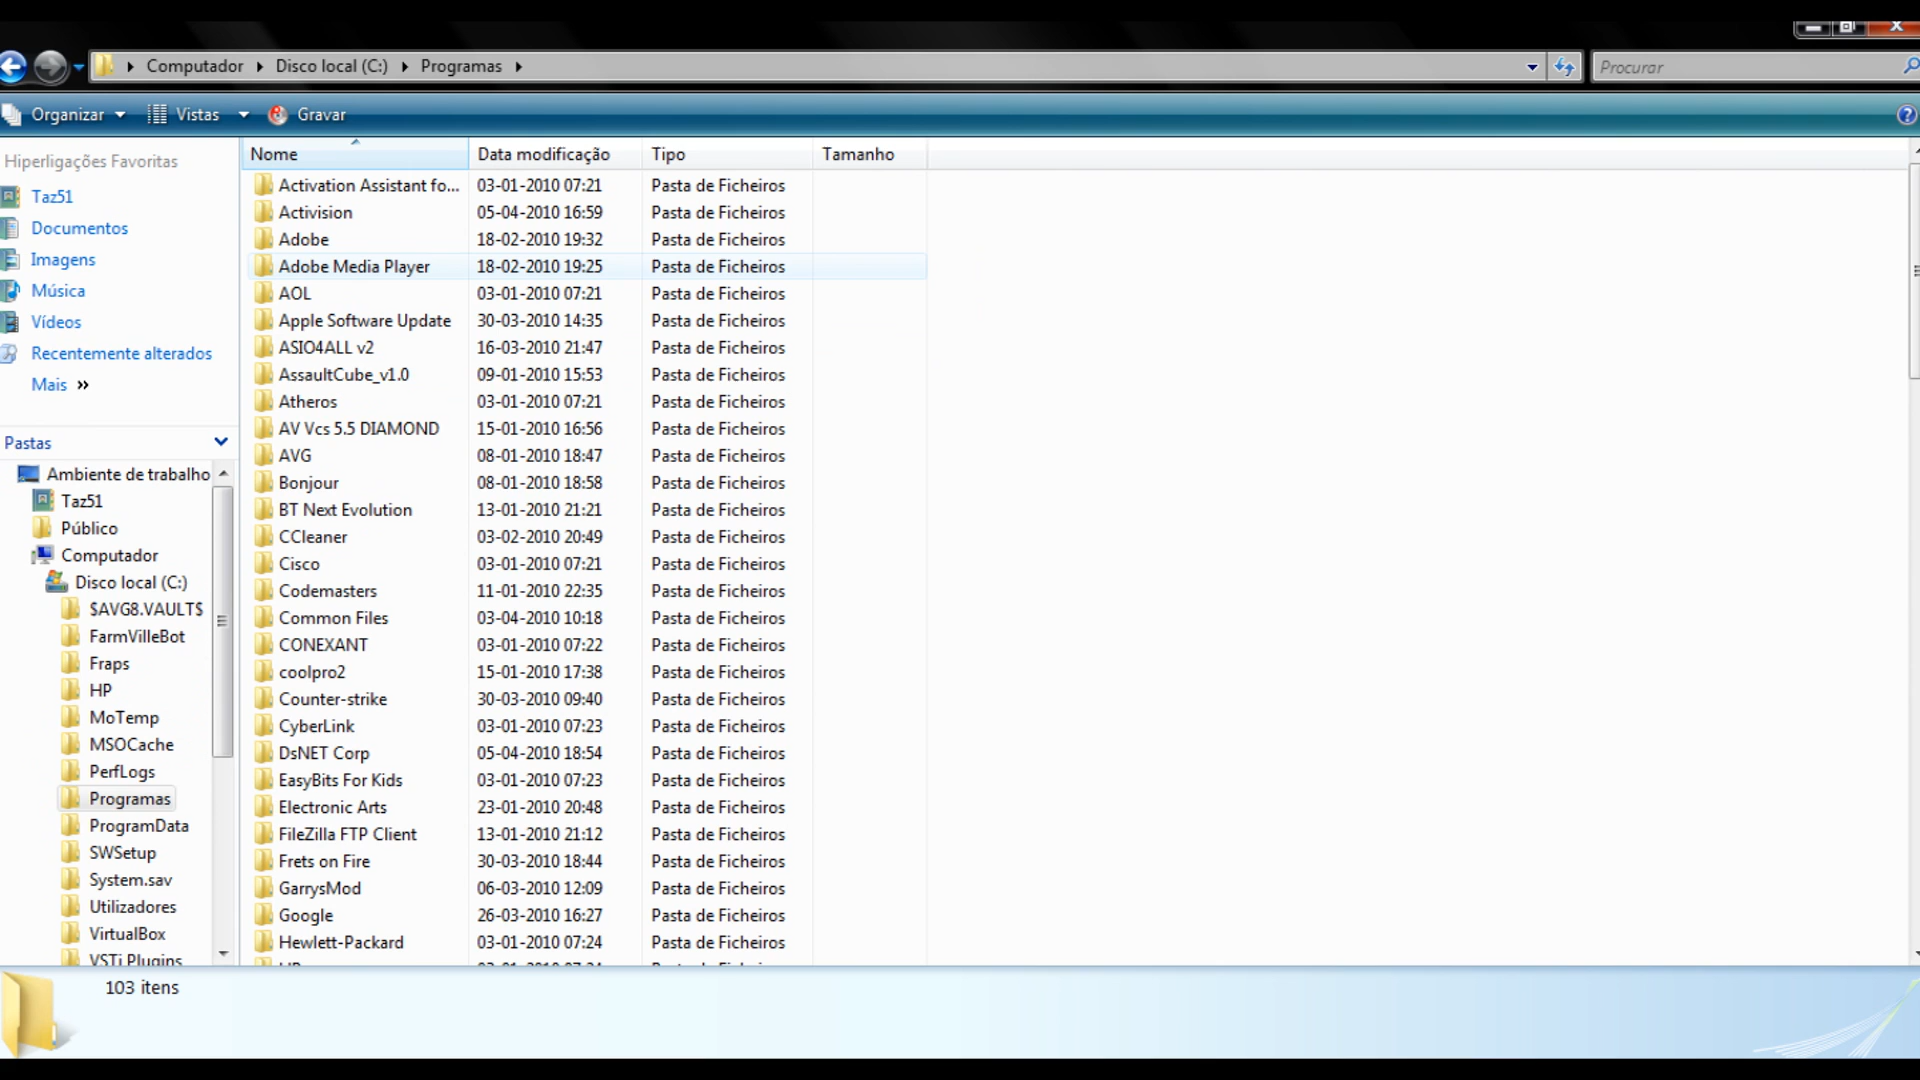 Computador Disco local (C:) Programas
Procurar
Organizar Vistas Gravar
Hiperligações Favoritas
Taz51
Documentos
Imagens
Música
Vídeos
Recentemente alterados
Mais »
Pastas
Ambiente de trabalho
Taz51
Público
Computador
Disco local (C:)
$AVG8.VAULT$
FarmVilleBot
Fraps
HP
MoTemp
MSOCache
PerfLogs
Programas
ProgramData
SWSetup
System.sav
Utilizadores
VirtualBox
VSTi Plugins
Nome Data modificação Tipo Tamanho
Activation Assistant fo... 03-01-2010 07:21 Pasta de Ficheiros
Activision 05-04-2010 16:59 Pasta de Ficheiros
Adobe 18-02-2010 19:32 Pasta de Ficheiros
Adobe Media Player 18-02-2010 19:25 Pasta de Ficheiros
AOL 03-01-2010 07:21 Pasta de Ficheiros
Apple Software Update 30-03-2010 14:35 Pasta de Ficheiros
ASIO4ALL v2 16-03-2010 21:47 Pasta de Ficheiros
AssaultCube_v1.0 09-01-2010 15:53 Pasta de Ficheiros
Atheros 03-01-2010 07:21 Pasta de Ficheiros
AV Vcs 5.5 DIAMOND 15-01-2010 16:56 Pasta de Ficheiros
AVG 08-01-2010 18:47 Pasta de Ficheiros
Bonjour 08-01-2010 18:58 Pasta de Ficheiros
BT Next Evolution 13-01-2010 21:21 Pasta de Ficheiros
CCleaner 03-02-2010 20:49 Pasta de Ficheiros
Cisco 03-01-2010 07:21 Pasta de Ficheiros
Codemasters 11-01-2010 22:35 Pasta de Ficheiros
Common Files 03-04-2010 10:18 Pasta de Ficheiros
CONEXANT 03-01-2010 07:22 Pasta de Ficheiros
coolpro2 15-01-2010 17:38 Pasta de Ficheiros
Counter-strike 30-03-2010 09:40 Pasta de Ficheiros
CyberLink 03-01-2010 07:23 Pasta de Ficheiros
DsNET Corp 05-04-2010 18:54 Pasta de Ficheiros
EasyBits For Kids 03-01-2010 07:23 Pasta de Ficheiros
Electronic Arts 23-01-2010 20:48 Pasta de Ficheiros
FileZilla FTP Client 13-01-2010 21:12 Pasta de Ficheiros
Frets on Fire 30-03-2010 18:44 Pasta de Ficheiros
GarrysMod 06-03-2010 12:09 Pasta de Ficheiros
Google 26-03-2010 16:27 Pasta de Ficheiros
Hewlett-Packard 03-01-2010 07:24 Pasta de Ficheiros
103 itens